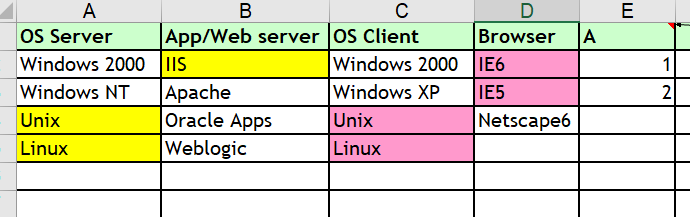 A B C D E
OS Server App/Web server OS Client Browser A
Windows 2000 IIS Windows 2000 IE6 1
Windows NT Apache Windows XP IE5 2
Unix Oracle Apps Unix Netscape6
Linux Weblogic Linux